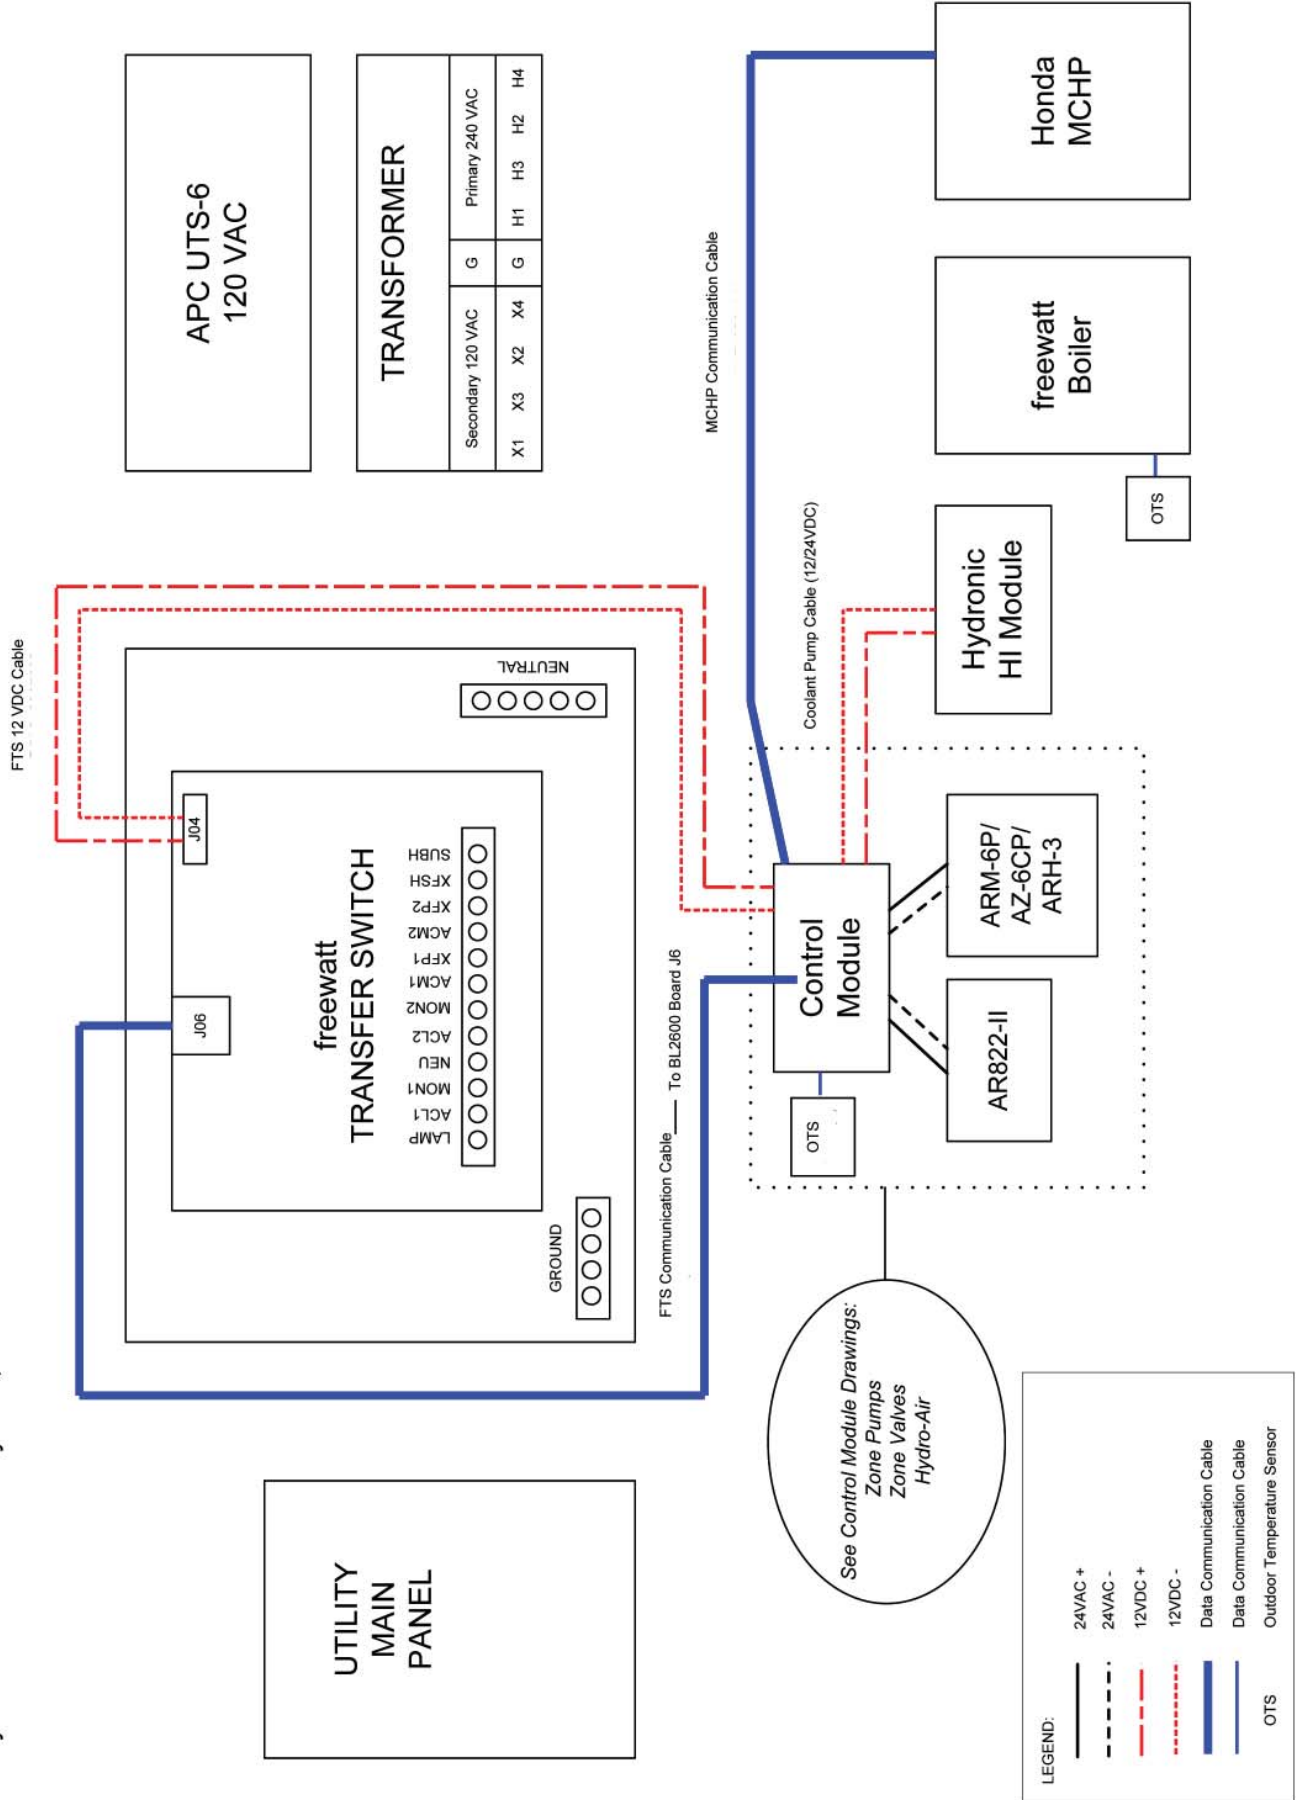 FTS 12 VDC Cable
APC UTS-6
120 VAC
TRANSFORMER
Secondary 120 VAC G Primary 240 VAC
X1 X3 X2 X4 G H1 H3 H2 H4
UTILITY
MAIN
PANEL
J06
J04
freewatt
TRANSFER SWITCH
LAMP
ACL1
MON1
NEU
ACL2
MON2
ACM1
XFP1
ACM2
XFP2
XFSH
SUBH
GROUND
NEUTRAL
FTS Communication Cable
To BL2600 Board J6
MCHP Communication Cable
Coolant Pump Cable (12/24VDC)
See Control Module Drawings:
Zone Pumps
Zone Valves
Hydro-Air
OTS
Control
Module
AR822-II
ARM-6P/
AZ-6CP/
ARH-3
Hydronic
HI Module
OTS
freewatt
Boiler
Honda
MCHP
LEGEND:
24VAC +
24VAC -
12VDC +
12VDC -
Data Communication Cable
Data Communication Cable
OTS Outdoor Temperature Sensor